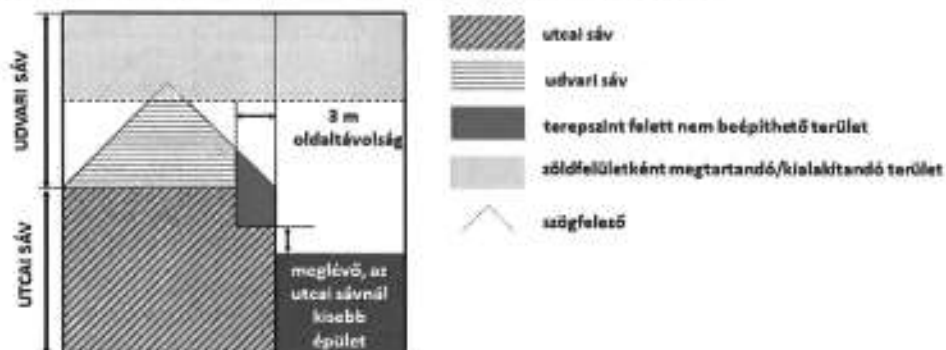 UDVARI SÁV
UTCAI SÁV
3 m
oldaltávolság
meglévő, az
utcai sávnál
kisebb
épület
utcai sáv
udvari sáv
terepszint felett nem beépíthető terület
zöldfelületként megtartandó/kialakítandó terület
szögfelező